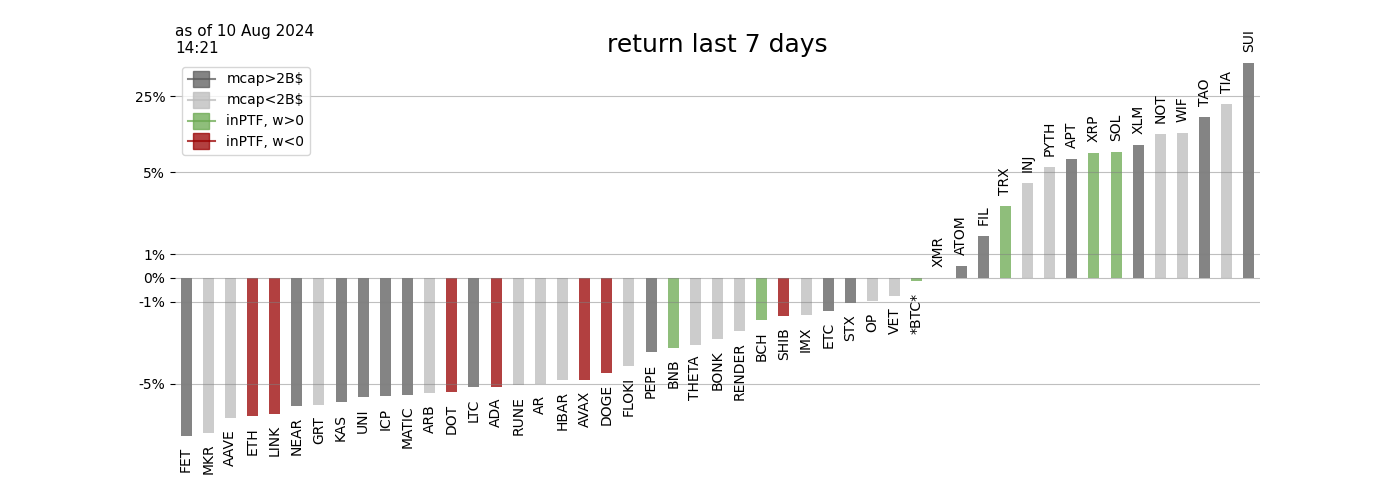 as of 10 Aug 2024
14:21
return last 7 days
mcap>2B$
mcap<2B$
inPTF, w>0
inPTF, w<0
25%
5%
1%
0%
-1%
-5%
FET
MKR
AAVE
ETH
LINK
NEAR
GRT
KAS
UNI
ICP
MATIC
ARB
DOT
LTC
ADA
RUNE
AR
HBAR
AVAX
DOGE
FLOKI
PEPE
BNB
THETA
BONK
RENDER
BCH
SHIB
IMX
ETC
STX
OP
VET
*BTC*
XMR
ATOM
FIL
TRX
INJ
PYTH
APT
XRP
SOL
XLM
NOT
WIF
TAO
TIA
SUI